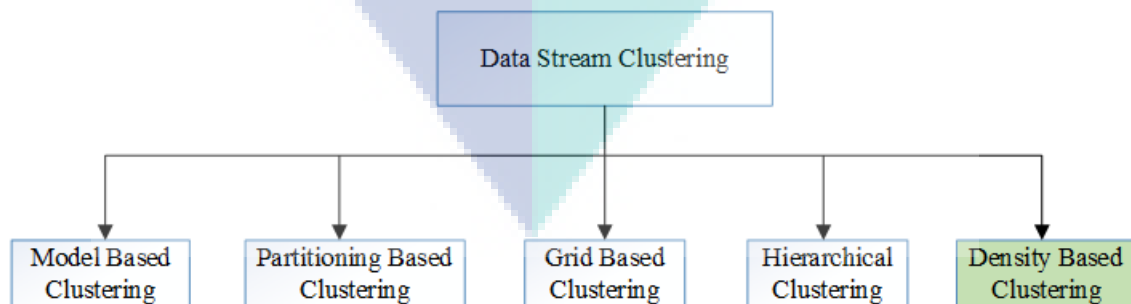 Data Stream Clustering
Model Based
Clustering
Partitioning Based
Clustering
Grid Based
Clustering
Hierarchical
Clustering
Density Based
Clustering